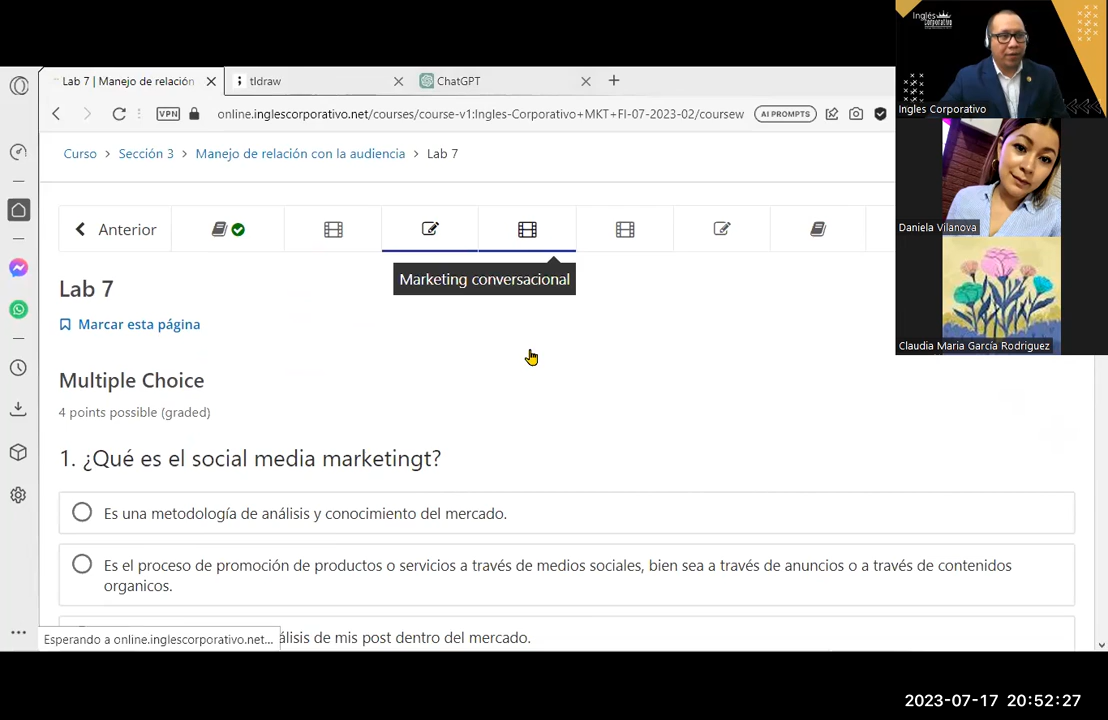 Lab 7 | Manejo de relación
tldraw
ChatGPT
VPN
online.inglescorporativo.net/courses/course-v1:Ingles-Corporativo+MKT+FI-07-2023-02/coursew
AI PROMPTS
Curso > Sección 3 > Manejo de relación con la audiencia > Lab 7
Anterior
Marketing conversacional
Lab 7
Marcar esta página
Multiple Choice
4 points possible (graded)
1. ¿Qué es el social media marketingt?
Es una metodología de análisis y conocimiento del mercado.
Es el proceso de promoción de productos o servicios a través de medios sociales, bien sea a través de anuncios o a través de contenidos
organicos.
álisis de mis post dentro del mercado.
Esperando a online.inglescorporativo.net...
Inglés
Corporativo
Ingles Corporativo
Daniela Vilanova
Claudia Maria García Rodriguez
2023-07-17 20:52:27